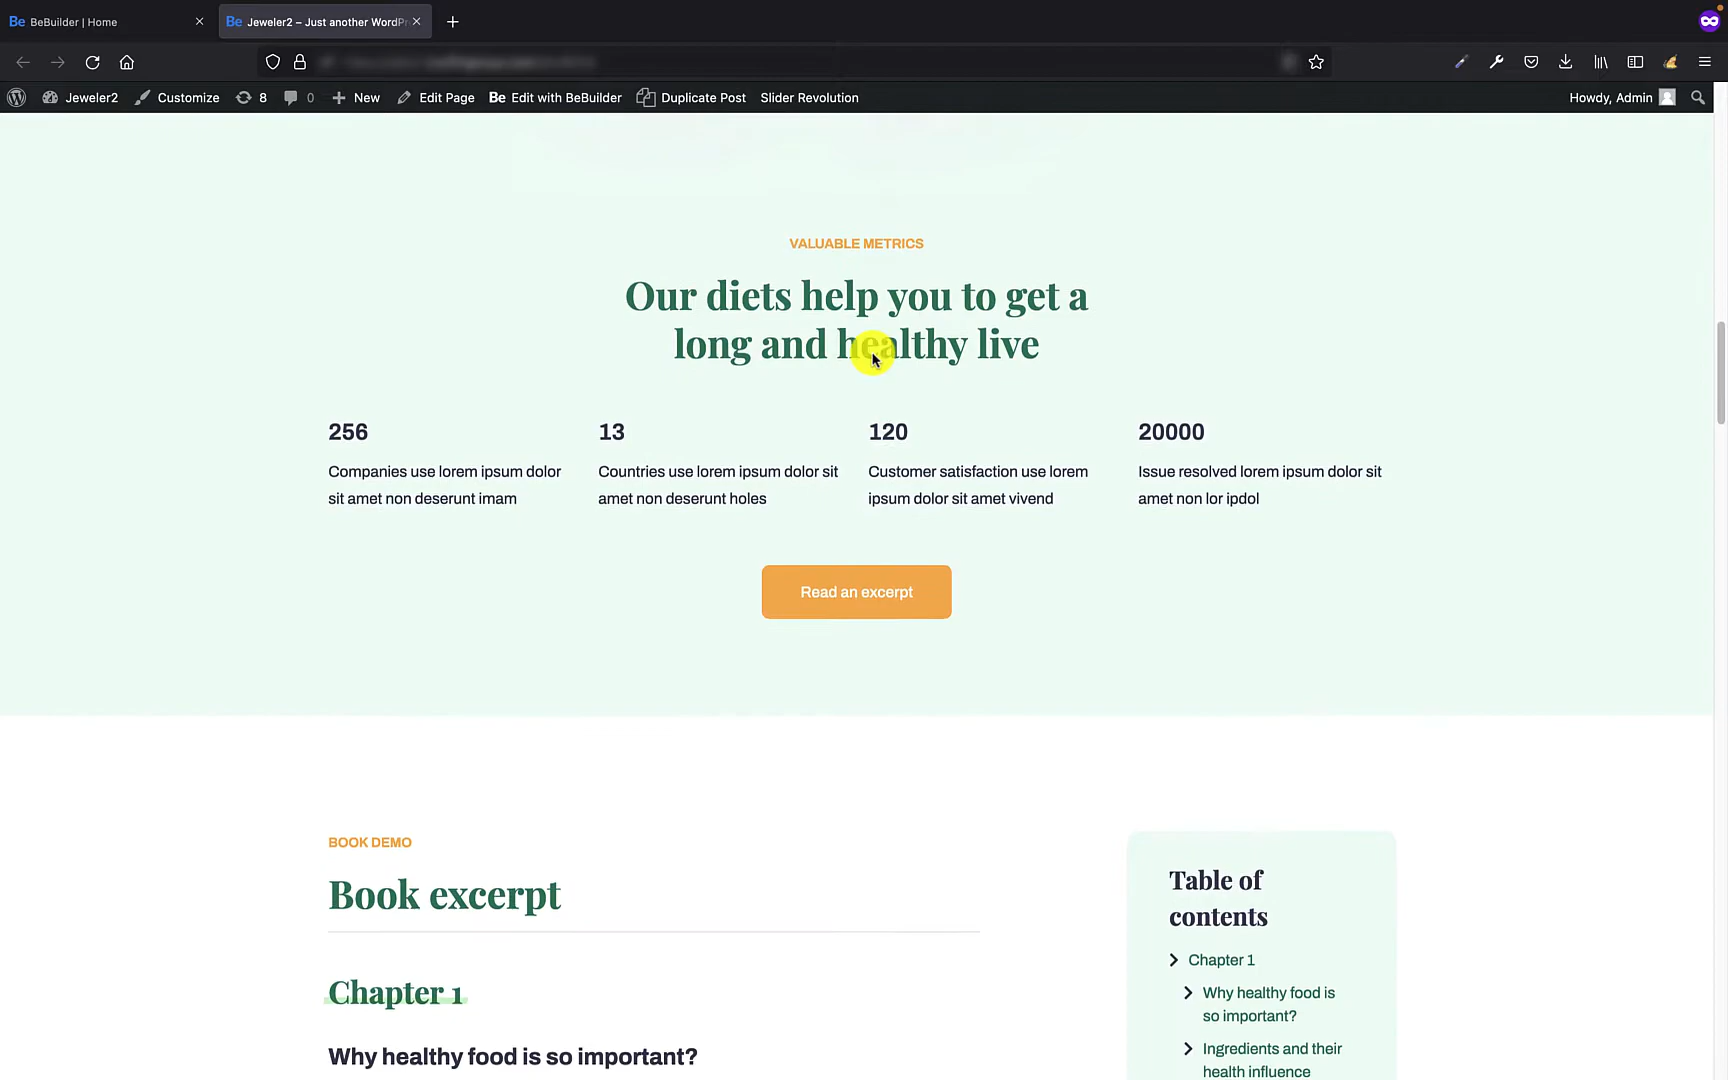 Be BeBuilder | Home
Be Jeweler2 – Just another WordPr
Jeweler2
Customize
8
0
New
Edit Page
Be Edit with BeBuilder
Duplicate Post
Slider Revolution
Howdy, Admin
VALUABLE METRICS
Our diets help you to get a
long and healthy live
256
Companies use lorem ipsum dolor
sit amet non deserunt imam
13
Countries use lorem ipsum dolor sit
amet non deserunt holes
120
Customer satisfaction use lorem
ipsum dolor sit amet vivend
20000
Issue resolved lorem ipsum dolor sit
amet non lor ipdol
Read an excerpt
BOOK DEMO
Book excerpt
Chapter 1
Why healthy food is so important?
Table of
contents
Chapter 1
Why healthy food is
so important?
Ingredients and their
health influence